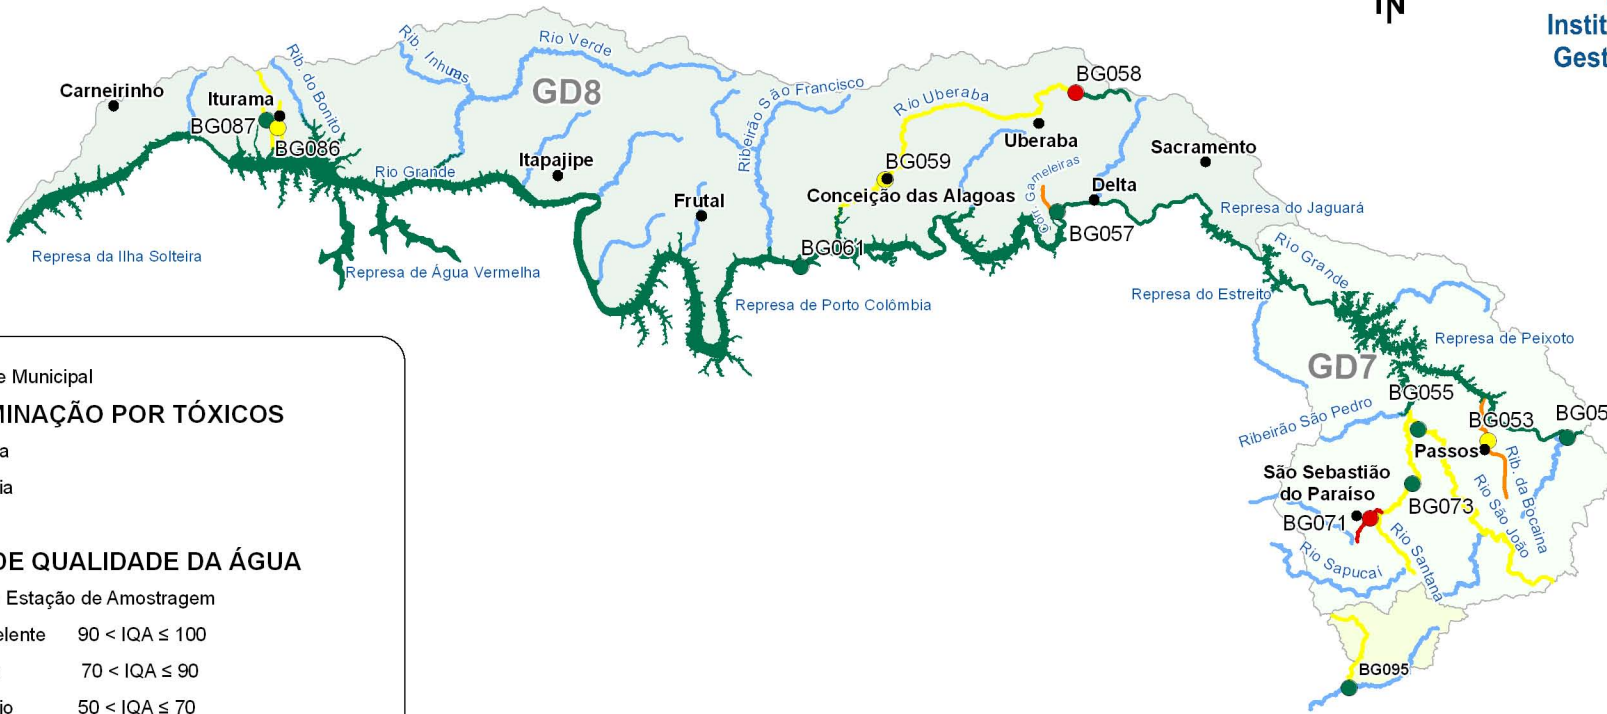 N
Instit
Gest
Carneirinho
Iturama
BG087
BG086
Rib. do Bonito
Rib. Inhumas
Rio Verde
GD8
Ribeirão São Francisco
Rio Uberaba
BG058
Uberaba
BG059
Conceição das Alagoas
Gameleiras
Delta
Sacramento
Itapajipe
Rio Grande
Frutal
BG061
BG057
Represa do Jaguará
Represa da Ilha Solteira
Represa de Água Vermelha
Represa de Porto Colômbia
Represa do Estreito
Rio Grande
Represa de Peixoto
GD7
BG055
BG053
BG05
Ribeirão São Pedro
Passos
São Sebastião
do Paraíso
BG071
BG073
Rib. da Bocaina
Rio São João
Rio Santana
Rio Sapucaí
BG095
e Municipal
MINAÇÃO POR TÓXICOS
a
ia
DE QUALIDADE DA ÁGUA
Estação de Amostragem
elente 90 < IQA ≤ 100
70 < IQA ≤ 90
io 50 < IQA ≤ 70